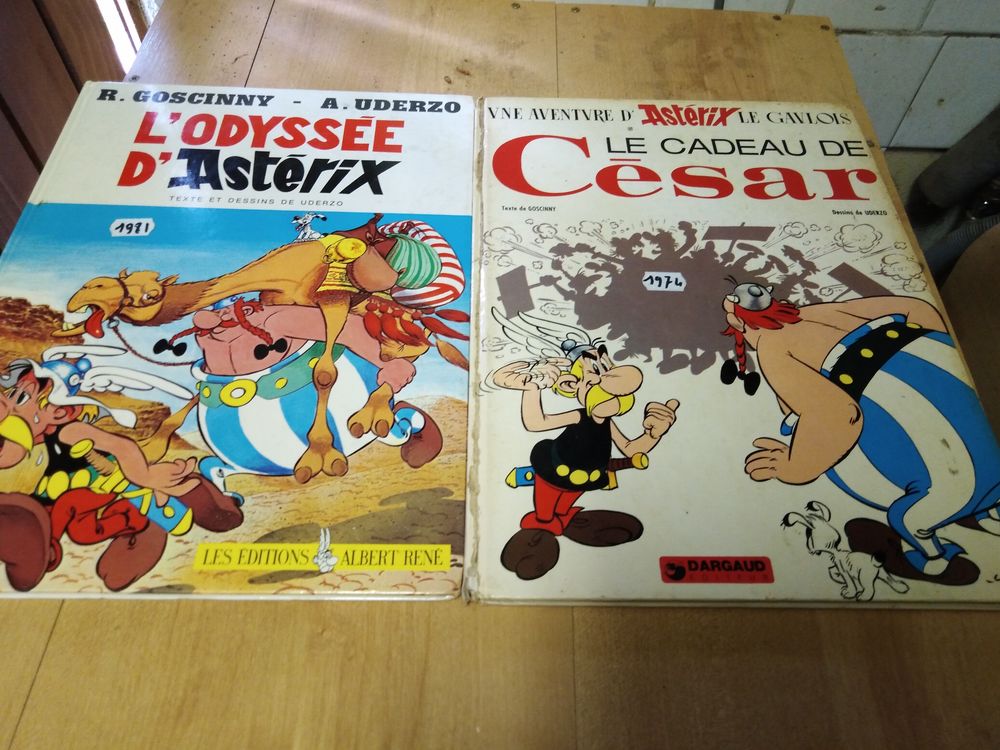 R. GOSCINNY - A. UDERZO
L'ODYSSÉE
D'Astérix
TEXTE ET DESSINS DE UDERZO
1981
LES EDITIONS ALBERT RENÉ
VNE AVENTVRE D'Astérix LE GAVLOIS
LE CADEAU DE
César
Texte de GOSCINNY
Dessins de UDERZO
1974
DARGAUD
EDITEUR